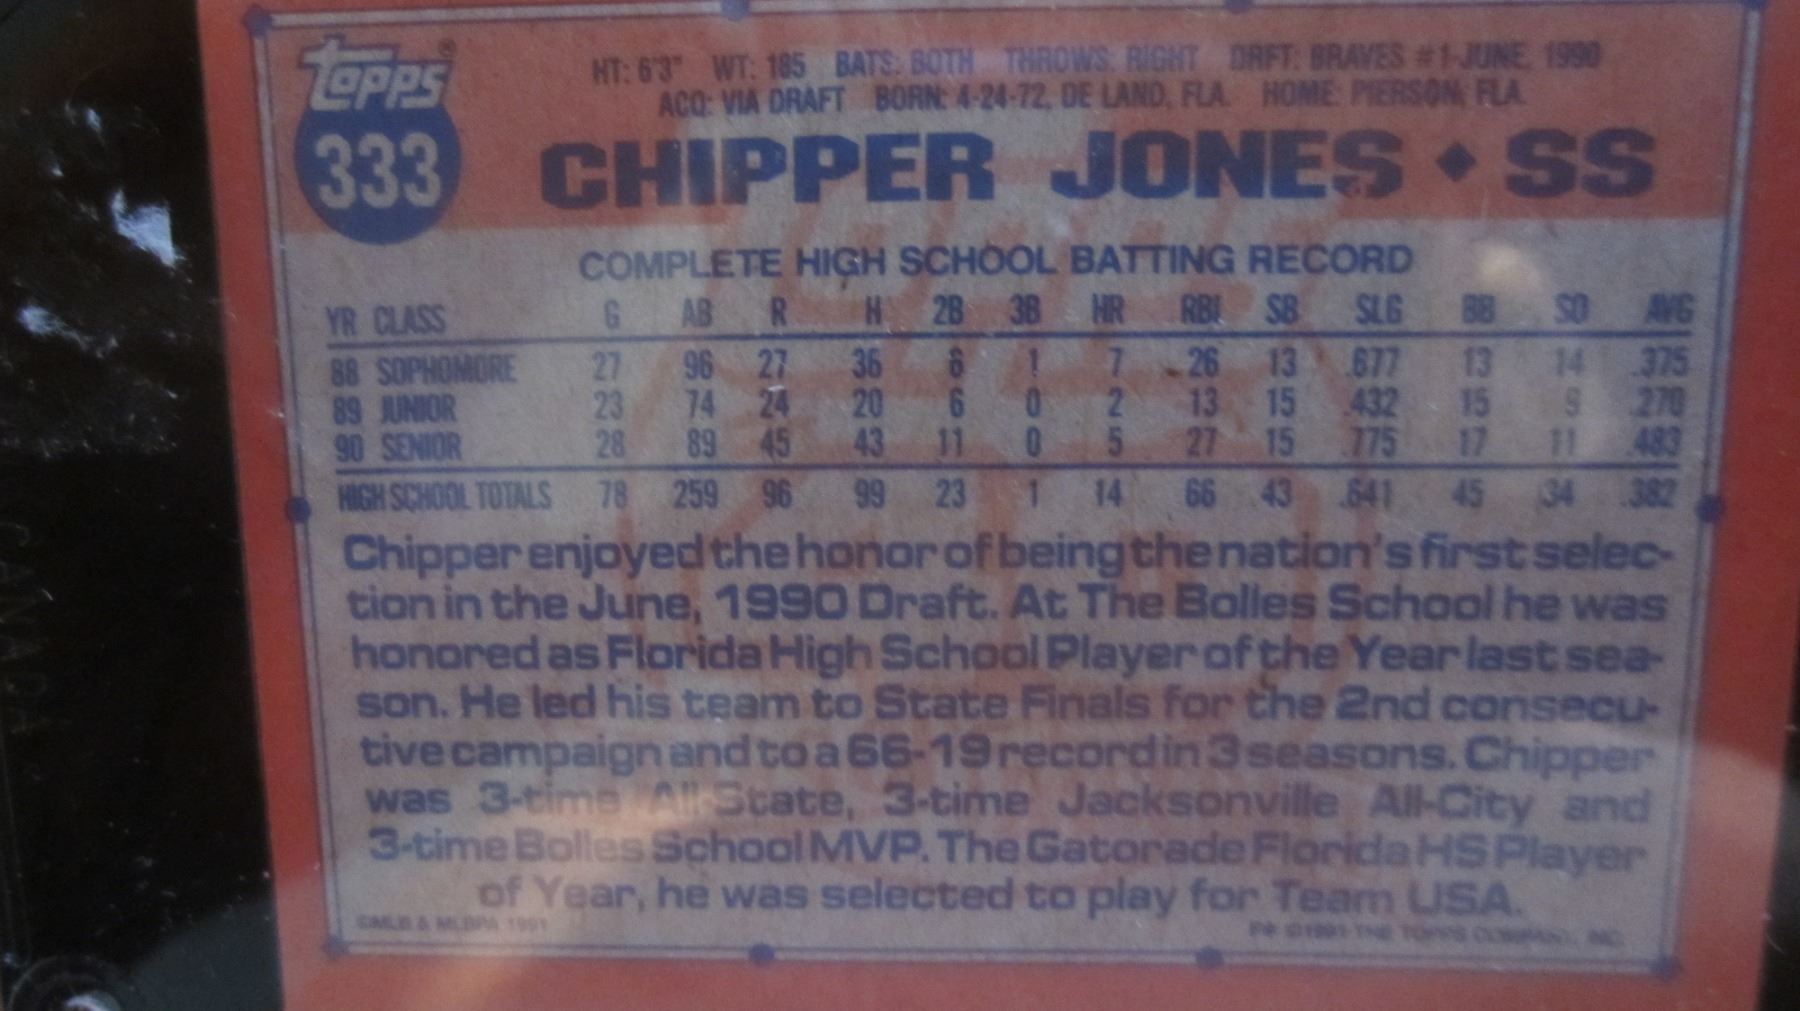 Topps®
333
HT: 6'3" WT: 185 BATS: BOTH THROWS: RIGHT DRFT: BRAVES #1-JUNE, 1990
ACQ: VIA DRAFT BORN: 4-24-72, DE LAND, FLA. HOME: PIERSON, FLA.
CHIPPER JONES ♦ SS
COMPLETE HIGH SCHOOL BATTING RECORD
YR CLASS G AB R H 2B 3B HR RBI SB SLG BB SO AVG
88 SOPHOMORE 27 96 27 36 6 1 7 26 13 .677 13 14 .375
89 JUNIOR 23 74 24 20 6 0 2 13 15 .432 15 9 .270
90 SENIOR 28 89 45 43 11 0 5 27 15 .775 17 11 .483
HIGH SCHOOL TOTALS 78 259 96 99 23 1 14 66 43 .641 45 34 .382
Chipper enjoyed the honor of being the nation's first selec-
tion in the June, 1990 Draft. At The Bolles School he was
honored as Florida High School Player of the Year last sea-
son. He led his team to State Finals for the 2nd consecu-
tive campaign and to a 66-19 record in 3 seasons. Chipper
was 3-time All-State, 3-time Jacksonville All-City and
3-time Bolles School MVP. The Gatorade Florida HS Player
of Year, he was selected to play for Team USA.
©MLB & MLBPA 1991
©1991 THE TOPPS COMPANY, INC.